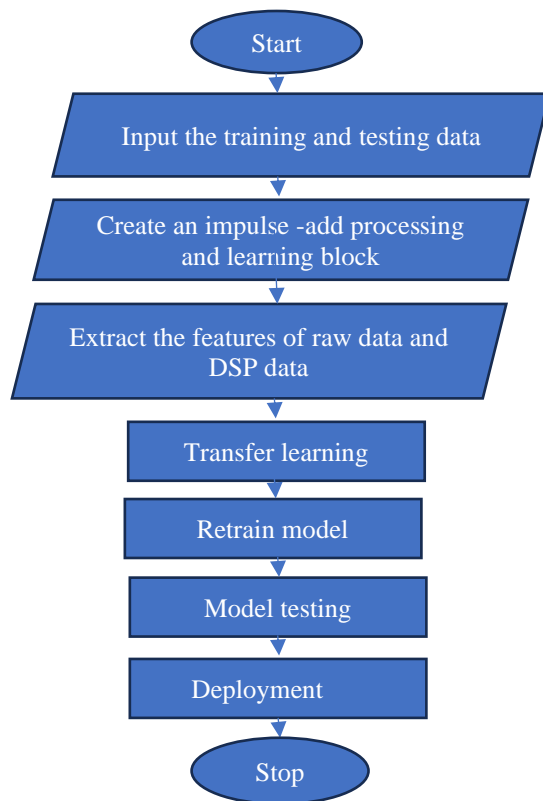 Start
Input the training and testing data
Create an impulse -add processing
and learning block
Extract the features of raw data and
DSP data
Transfer learning
Retrain model
Model testing
Deployment
Stop